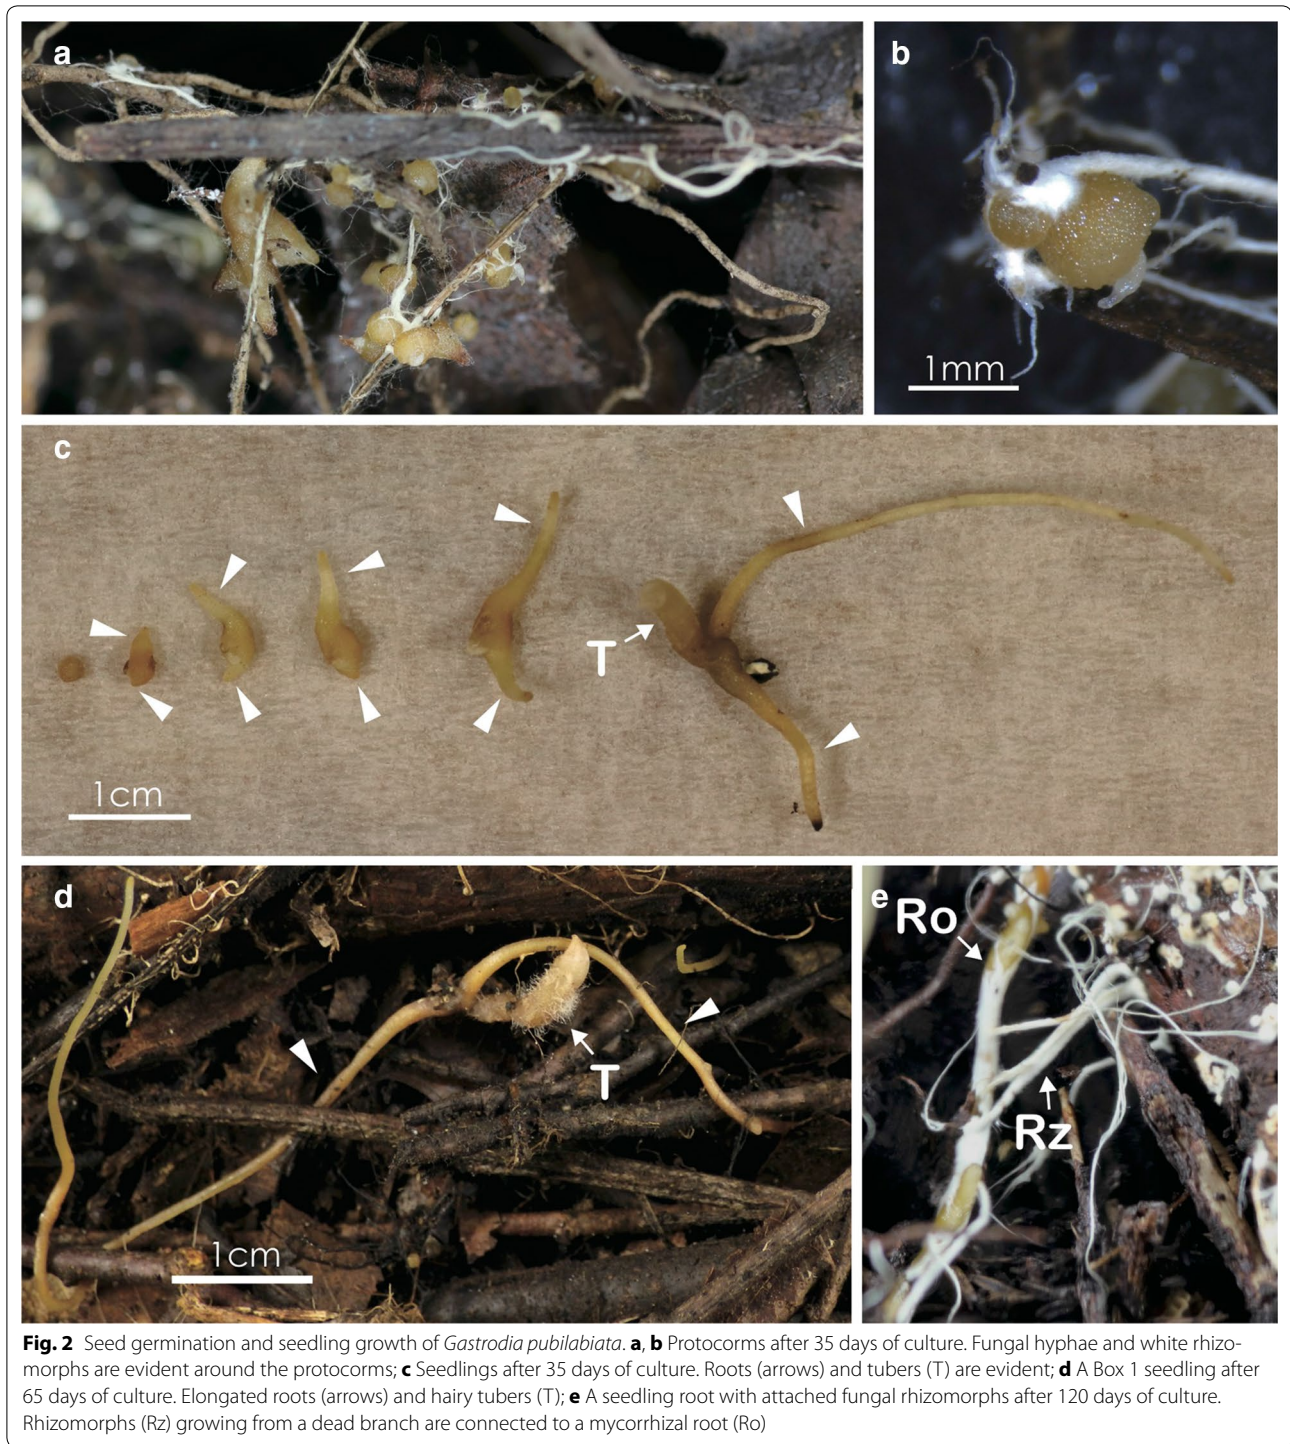 a
b
1mm
c
T
1cm
d
T
1cm
e
Ro
Rz
Fig. 2 Seed germination and seedling growth of Gastrodia pubilabiata. a, b Protocorms after 35 days of culture. Fungal hyphae and white rhizo-
morphs are evident around the protocorms; c Seedlings after 35 days of culture. Roots (arrows) and tubers (T) are evident; d A Box 1 seedling after
65 days of culture. Elongated roots (arrows) and hairy tubers (T); e A seedling root with attached fungal rhizomorphs after 120 days of culture.
Rhizomorphs (Rz) growing from a dead branch are connected to a mycorrhizal root (Ro)